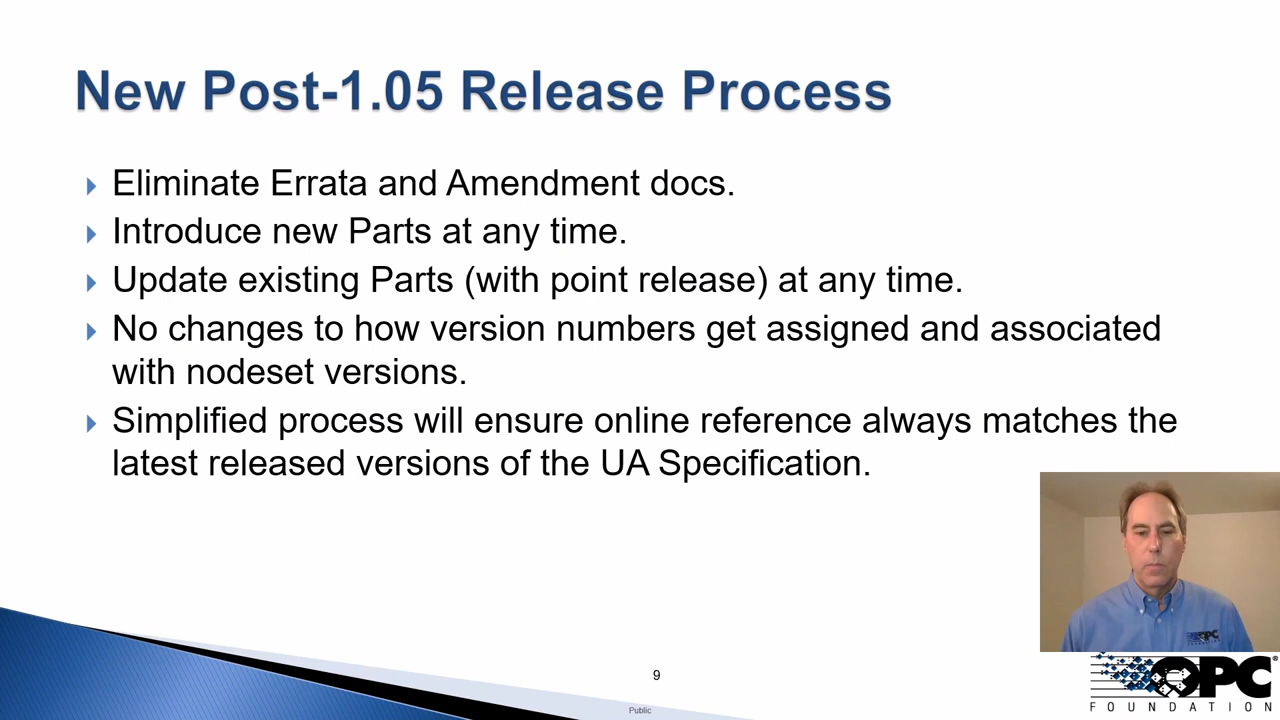 New Post-1.05 Release Process
Eliminate Errata and Amendment docs.
Introduce new Parts at any time.
Update existing Parts (with point release) at any time.
No changes to how version numbers get assigned and associated
with nodeset versions.
Simplified process will ensure online reference always matches the
latest released versions of the UA Specification.
OPC
9
Public
OPC®
FOUNDATION